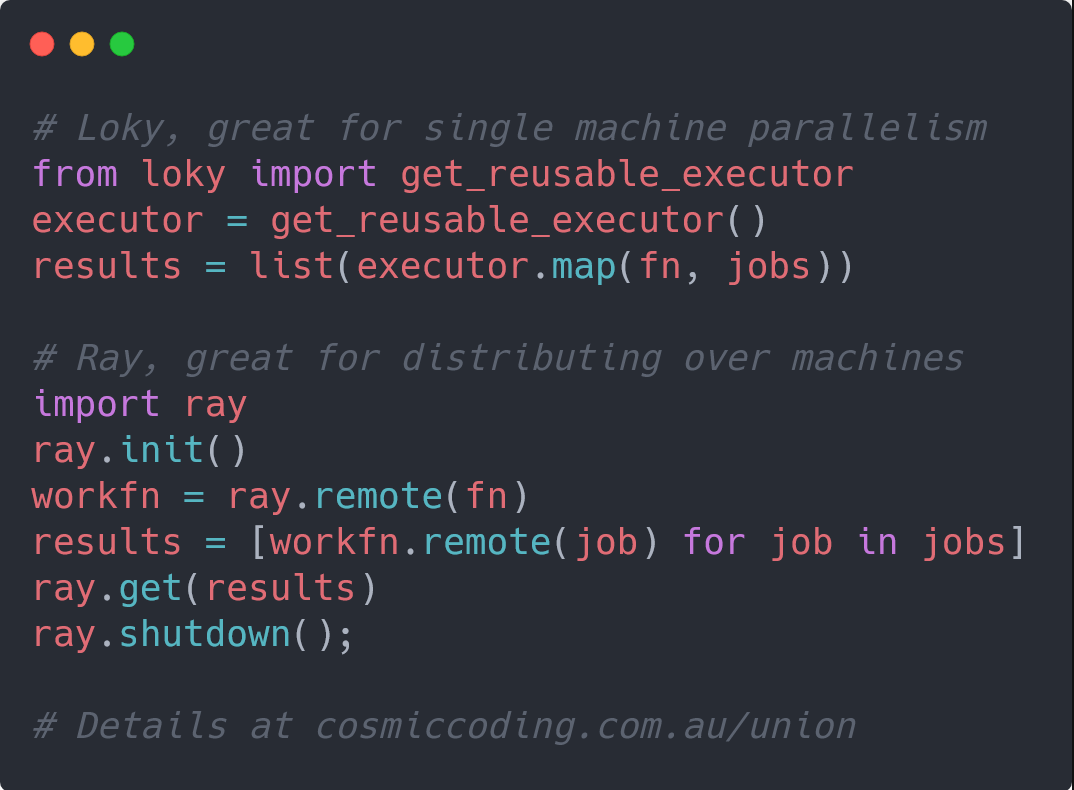 # Loky, great for single machine parallelism
from loky import get_reusable_executor
executor = get_reusable_executor()
results = list(executor.map(fn, jobs))
# Ray, great for distributing over machines
import ray
ray.init()
workfn = ray.remote(fn)
results = [workfn.remote(job) for job in jobs]
ray.get(results)
ray.shutdown();
# Details at cosmiccoding.com.au/union